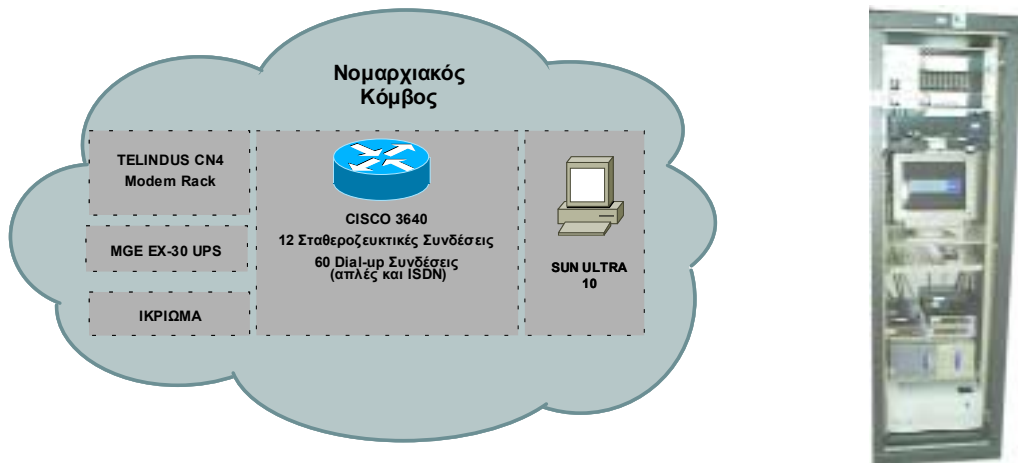 Νομαρχιακός
Κόμβος
TELINDUS CN4
Modem Rack
MGE EX-30 UPS
ΙΚΡΙΩΜΑ
CISCO 3640
12 Σταθεροζευκτικές Συνδέσεις
60 Dial-up Συνδέσεις
(απλές και ISDN)
SUN ULTRA
10